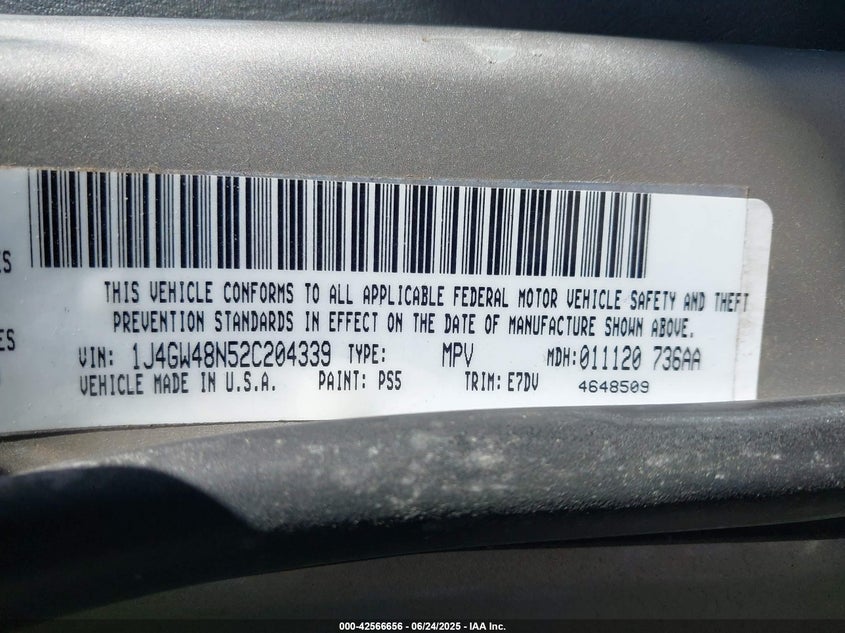 ES
ES
THIS VEHICLE CONFORMS TO ALL APPLICABLE FEDERAL MOTOR VEHICLE SAFETY AND THEFT
PREVENTION STANDARDS IN EFFECT ON THE DATE OF MANUFACTURE SHOWN ABOVE.
VIN: 1J4GW48N52C204339 TYPE: MPV MDH:011120 736AA
VEHICLE MADE IN U.S.A. PAINT: PS5 TRIM: E7DV 4648509
000-42566656 - 06/24/2025 - IAA Inc.